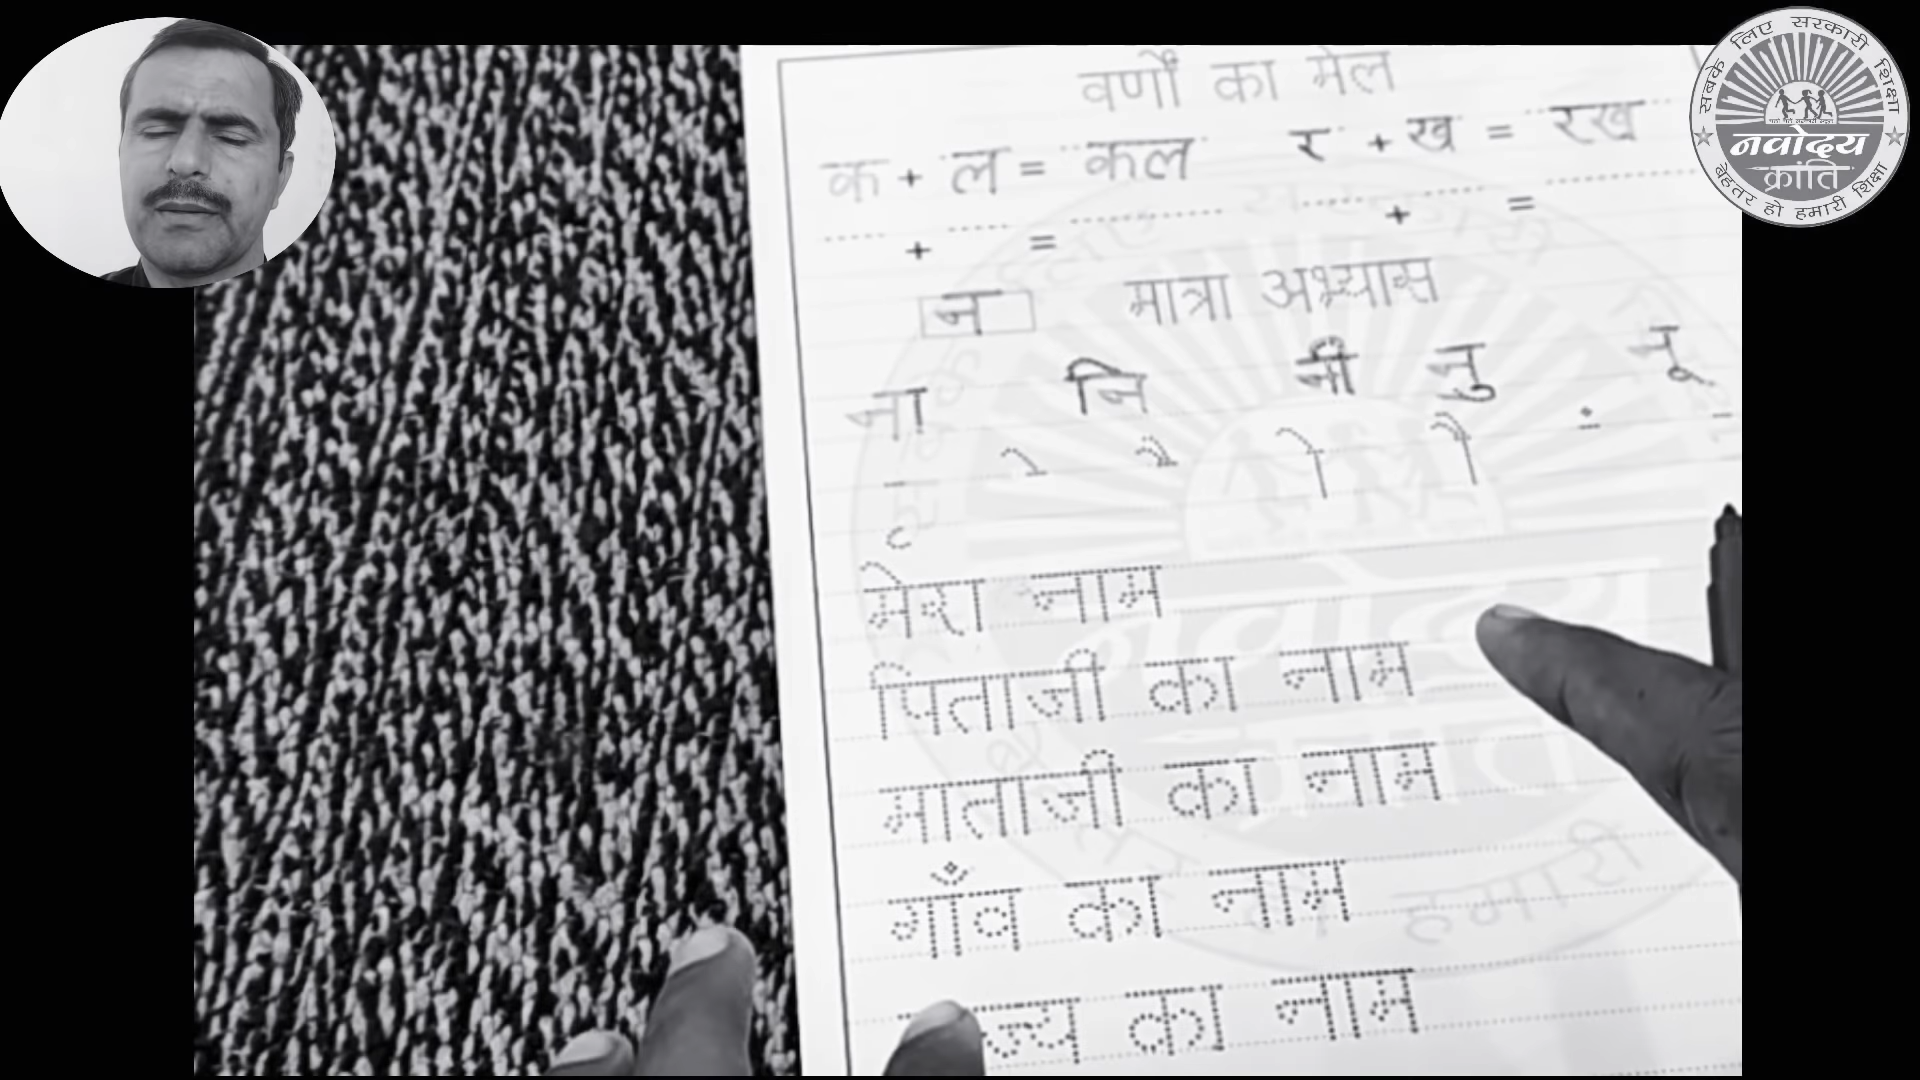 वर्णों का मेल
क + ल = कल र + ख = रख
+ = + =
न मात्रा अभ्यास
ना नि नी नु नू
ा े ै ो ौ ं ः
मेरा नाम
पिताजी का नाम
माताजी का नाम
गाँव का नाम
का नाम
सबके लिए सरकारी शिक्षा
नवोदय
क्रांति
बेहतर हो हमारी शिक्षा